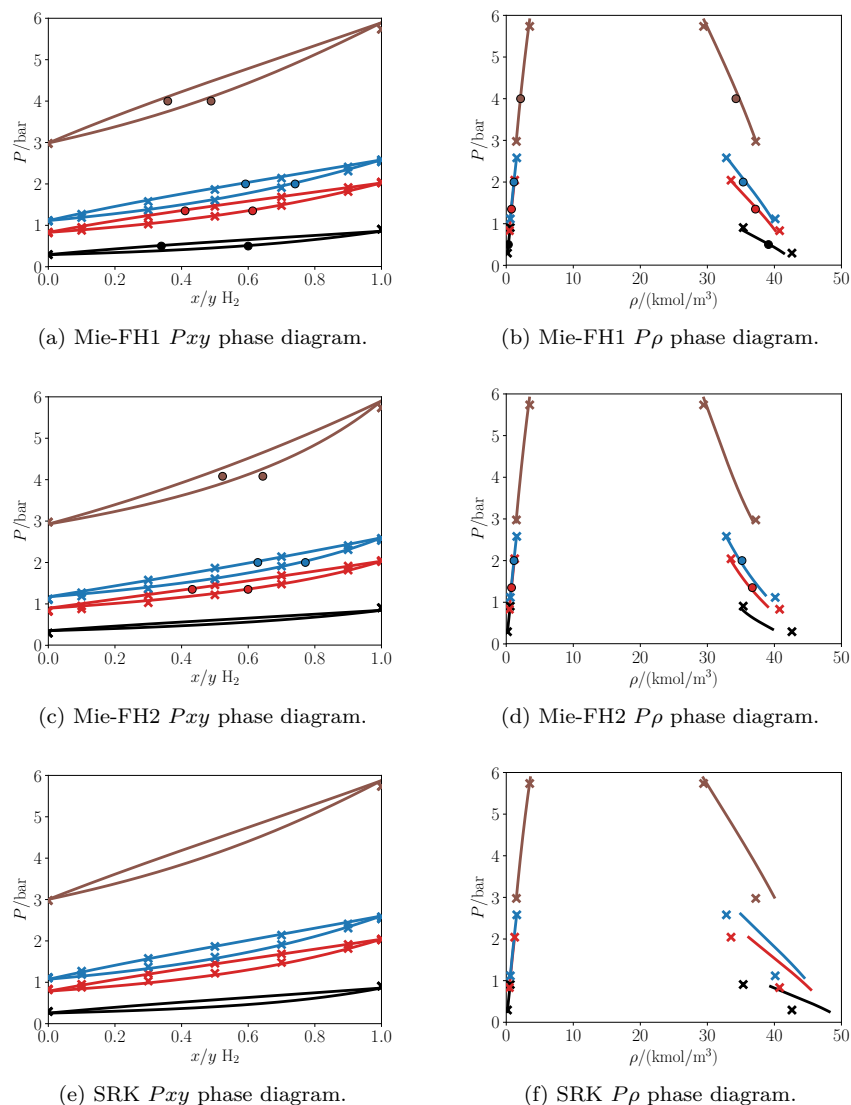 6
5
4
3
2
1
0
P/bar
0.0 0.2 0.4 0.6 0.8 1.0
x/y H₂
(a) Mie-FH1 Pxy phase diagram.
6
5
4
3
2
1
0
P/bar
0 10 20 30 40 50
ρ/(kmol/m³)
(b) Mie-FH1 Pρ phase diagram.
6
5
4
3
2
1
0
P/bar
0.0 0.2 0.4 0.6 0.8 1.0
x/y H₂
(c) Mie-FH2 Pxy phase diagram.
6
5
4
3
2
1
0
P/bar
0 10 20 30 40 50
ρ/(kmol/m³)
(d) Mie-FH2 Pρ phase diagram.
6
5
4
3
2
1
0
P/bar
0.0 0.2 0.4 0.6 0.8 1.0
x/y H₂
(e) SRK Pxy phase diagram.
6
5
4
3
2
1
0
P/bar
0 10 20 30 40 50
ρ/(kmol/m³)
(f) SRK Pρ phase diagram.